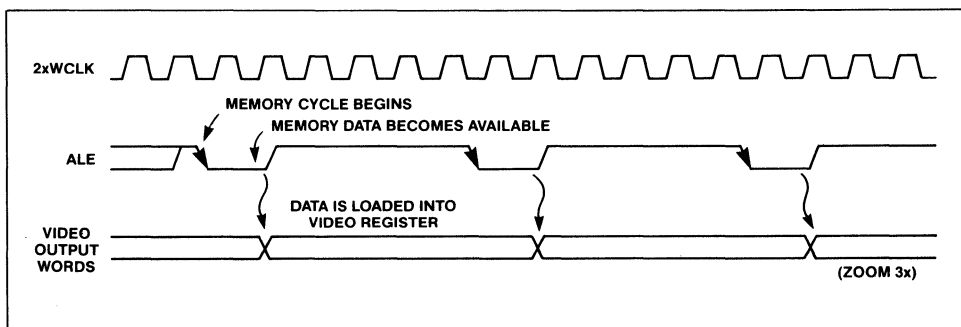 2xWCLK
MEMORY CYCLE BEGINS
MEMORY DATA BECOMES AVAILABLE
ALE
DATA IS LOADED INTO
VIDEO REGISTER
VIDEO
OUTPUT
WORDS
(ZOOM 3x)